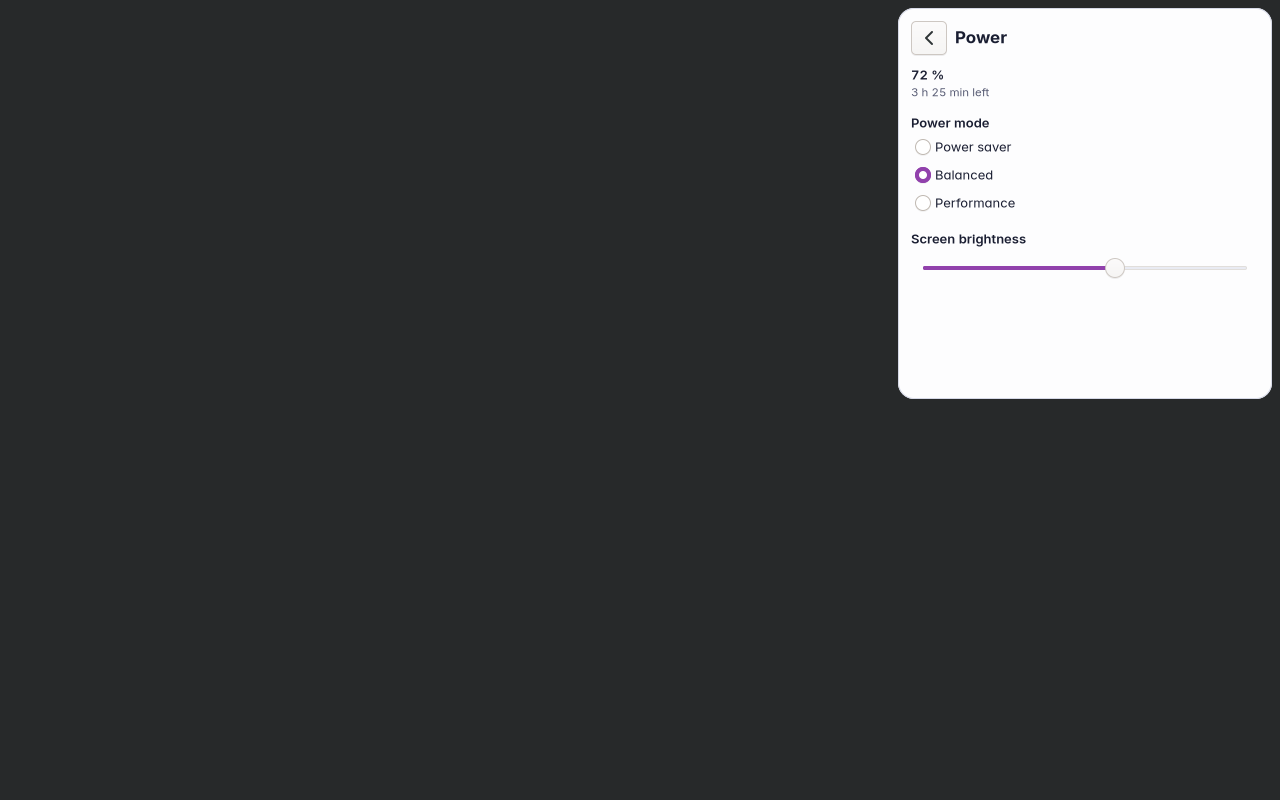 Power
72 %
3 h 25 min left
Power mode
Power saver
Balanced
Performance
Screen brightness